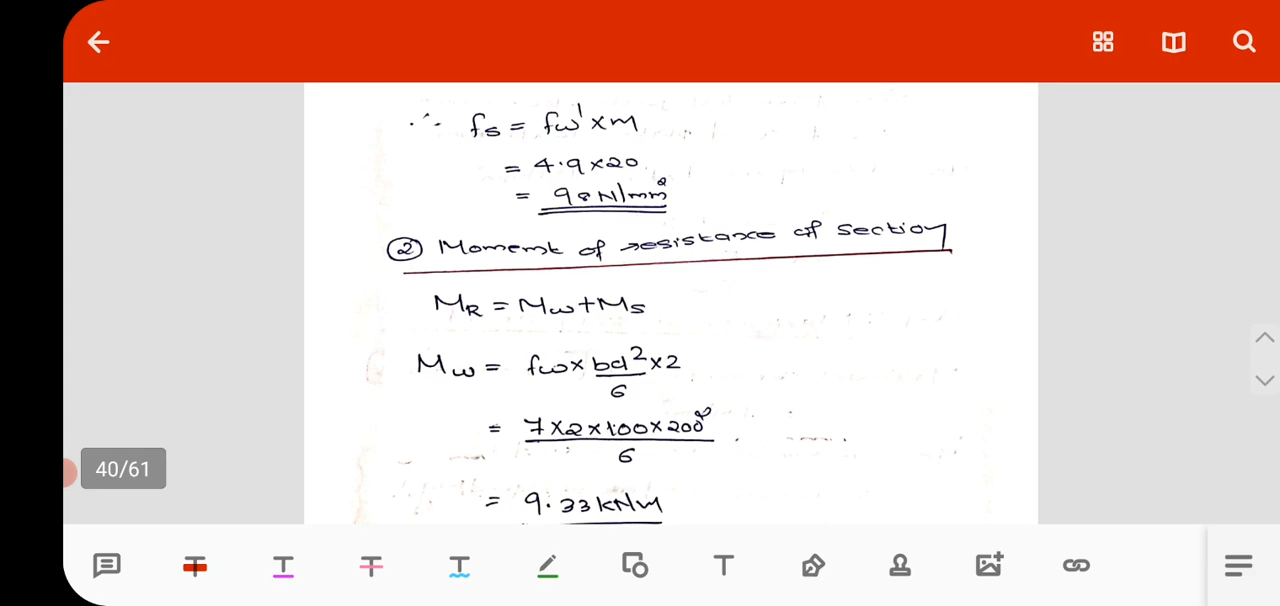 ∴ fs = fw' × m
= 4.9 × 20
= 98 N/mm²
② Moment of resistance of section
MR = Mw + Ms
Mw = fw × bd²/6 × 2
= 7 × 2 × 100 × 200²/6
= 9.33 kNm
40/61
T
T
T
T
T